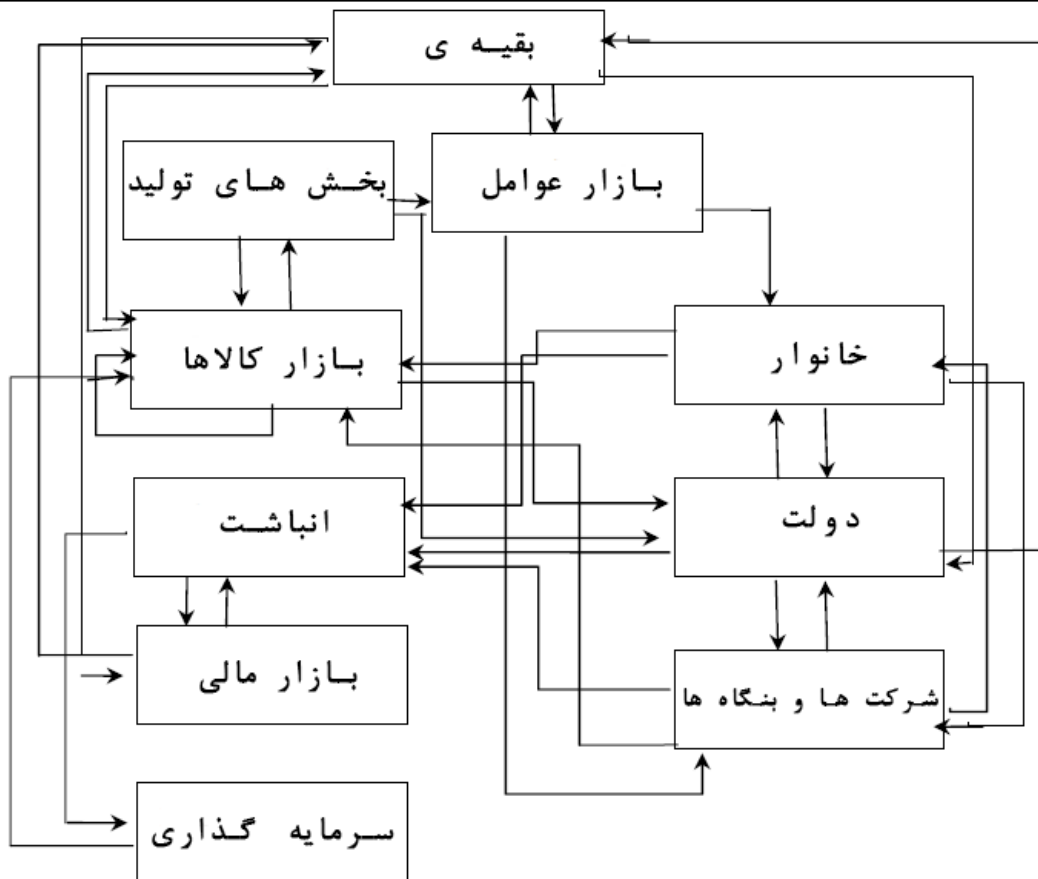 بقیه ی
بازار عوامل
بخش های تولید
بازار کالاها
خانوار
انباشت
دولت
بازار مالی
شرکت ها و بنگاه ها
سرمایه گذاری